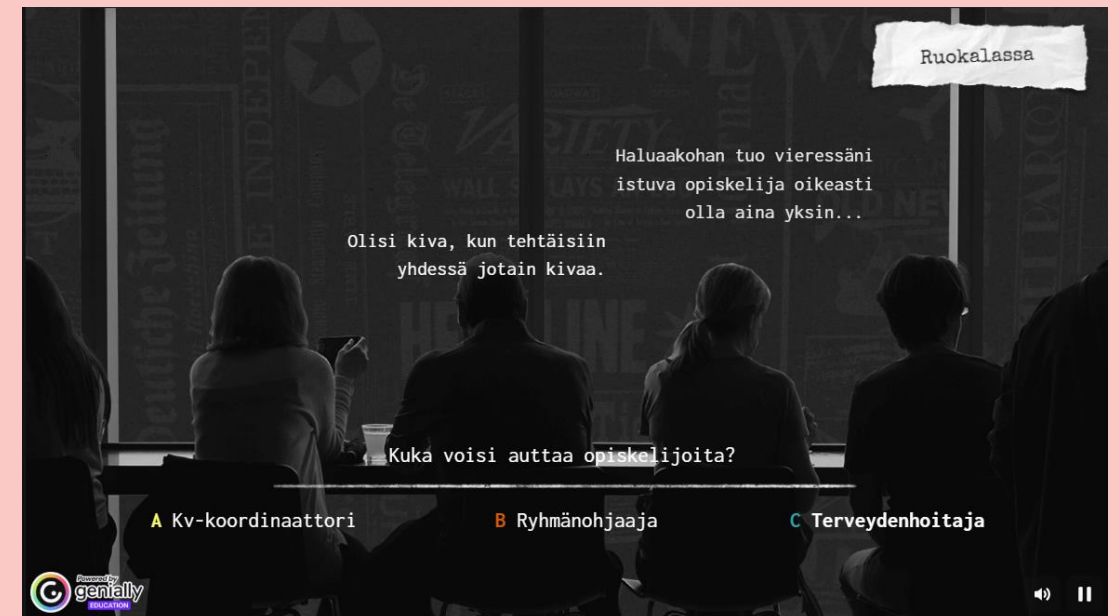 Ruokalassa
Haluaakohan tuo vieressäni
istuva opiskelija oikeasti
olla aina yksin...
Olisi kiva, kun tehtäisiin
yhdessä jotain kivaa.
Kuka voisi auttaa opiskelijoita?
A Kv-koordinaattori
B Ryhmänohjaaja
C Terveydenhoitaja
Powered by
genially
EDUCATION